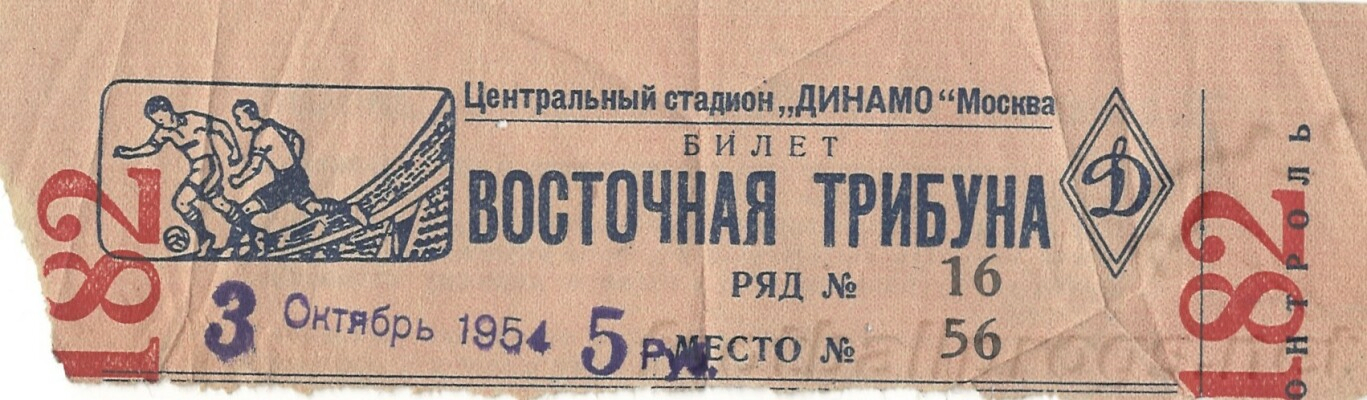 Центральный стадион „ДИНАМО“ Москва
БИЛЕТ
ВОСТОЧНАЯ ТРИБУНА
Д
РЯД № 16
МЕСТО № 56
3 Октябрь 1954 5 Руб.
182
182
ОНТРОЛЬ